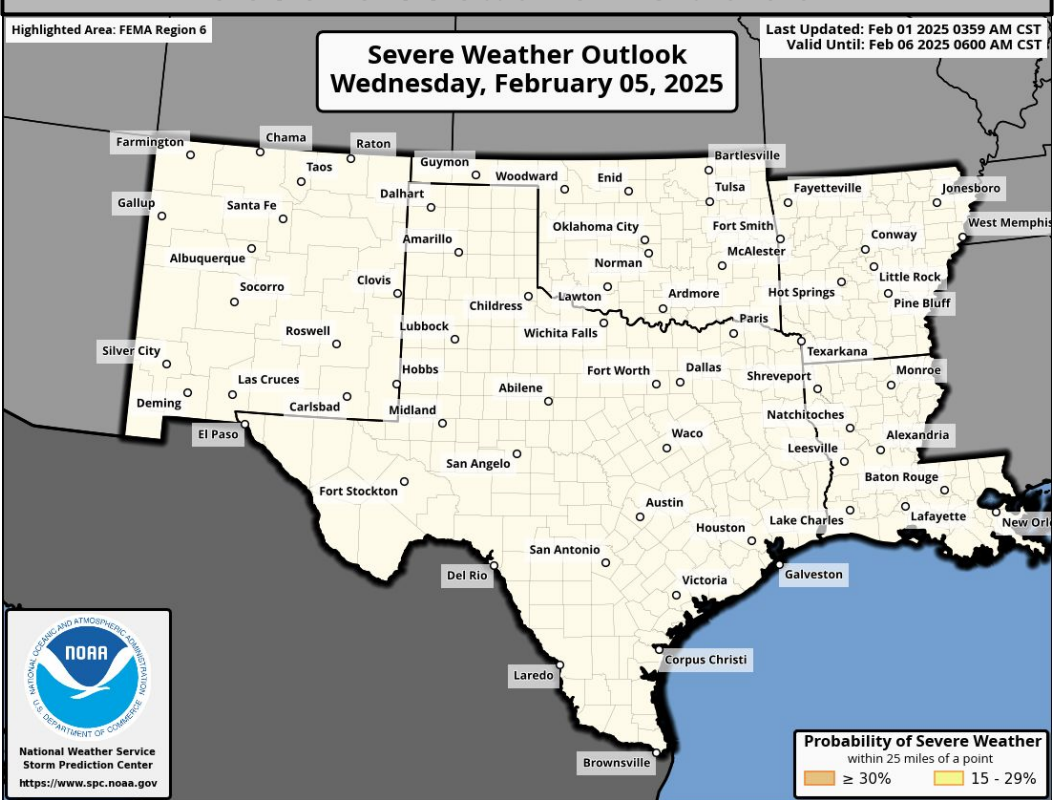 Highlighted Area: FEMA Region 6
Severe Weather Outlook
Wednesday, February 05, 2025
Last Updated: Feb 01 2025 0359 AM CST
Valid Until: Feb 06 2025 0600 AM CST
Farmington
Chama
Raton
Taos
Guymon
Woodward
Enid
Bartlesville
Tulsa
Fayetteville
Jonesboro
Gallup
Santa Fe
Dalhart
Amarillo
Oklahoma City
Fort Smith
West Memphis
Albuquerque
Norman
McAlester
Conway
Socorro
Clovis
Childress
Lawton
Ardmore
Hot Springs
Little Rock
Pine Bluff
Roswell
Lubbock
Wichita Falls
Paris
Texarkana
Silver City
Las Cruces
Hobbs
Abilene
Fort Worth
Dallas
Shreveport
Monroe
Deming
Carlsbad
Midland
Natchitoches
El Paso
Waco
Leesville
Alexandria
San Angelo
Fort Stockton
Baton Rouge
Austin
Houston
Lake Charles
Lafayette
New Orl
San Antonio
Del Rio
Victoria
Galveston
Laredo
Corpus Christi
Brownsville
NATIONAL OCEANIC AND ATMOSPHERIC ADMINISTRATION
NOAA
U.S. DEPARTMENT OF COMMERCE
National Weather Service
Storm Prediction Center
https://www.spc.noaa.gov
Probability of Severe Weather
within 25 miles of a point
≥ 30%
15 - 29%